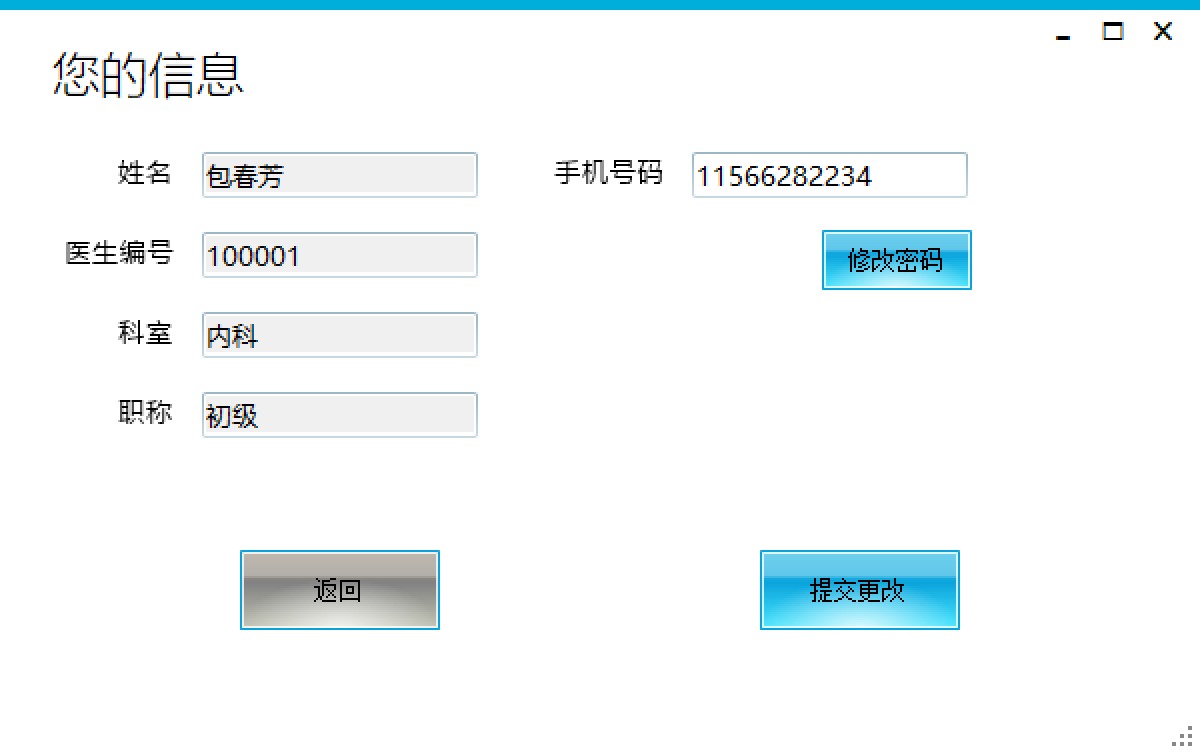 您的信息
姓名 包春芳 手机号码 11566282234
医生编号 100001 修改密码
科室 内科
职称 初级
返回 提交更改